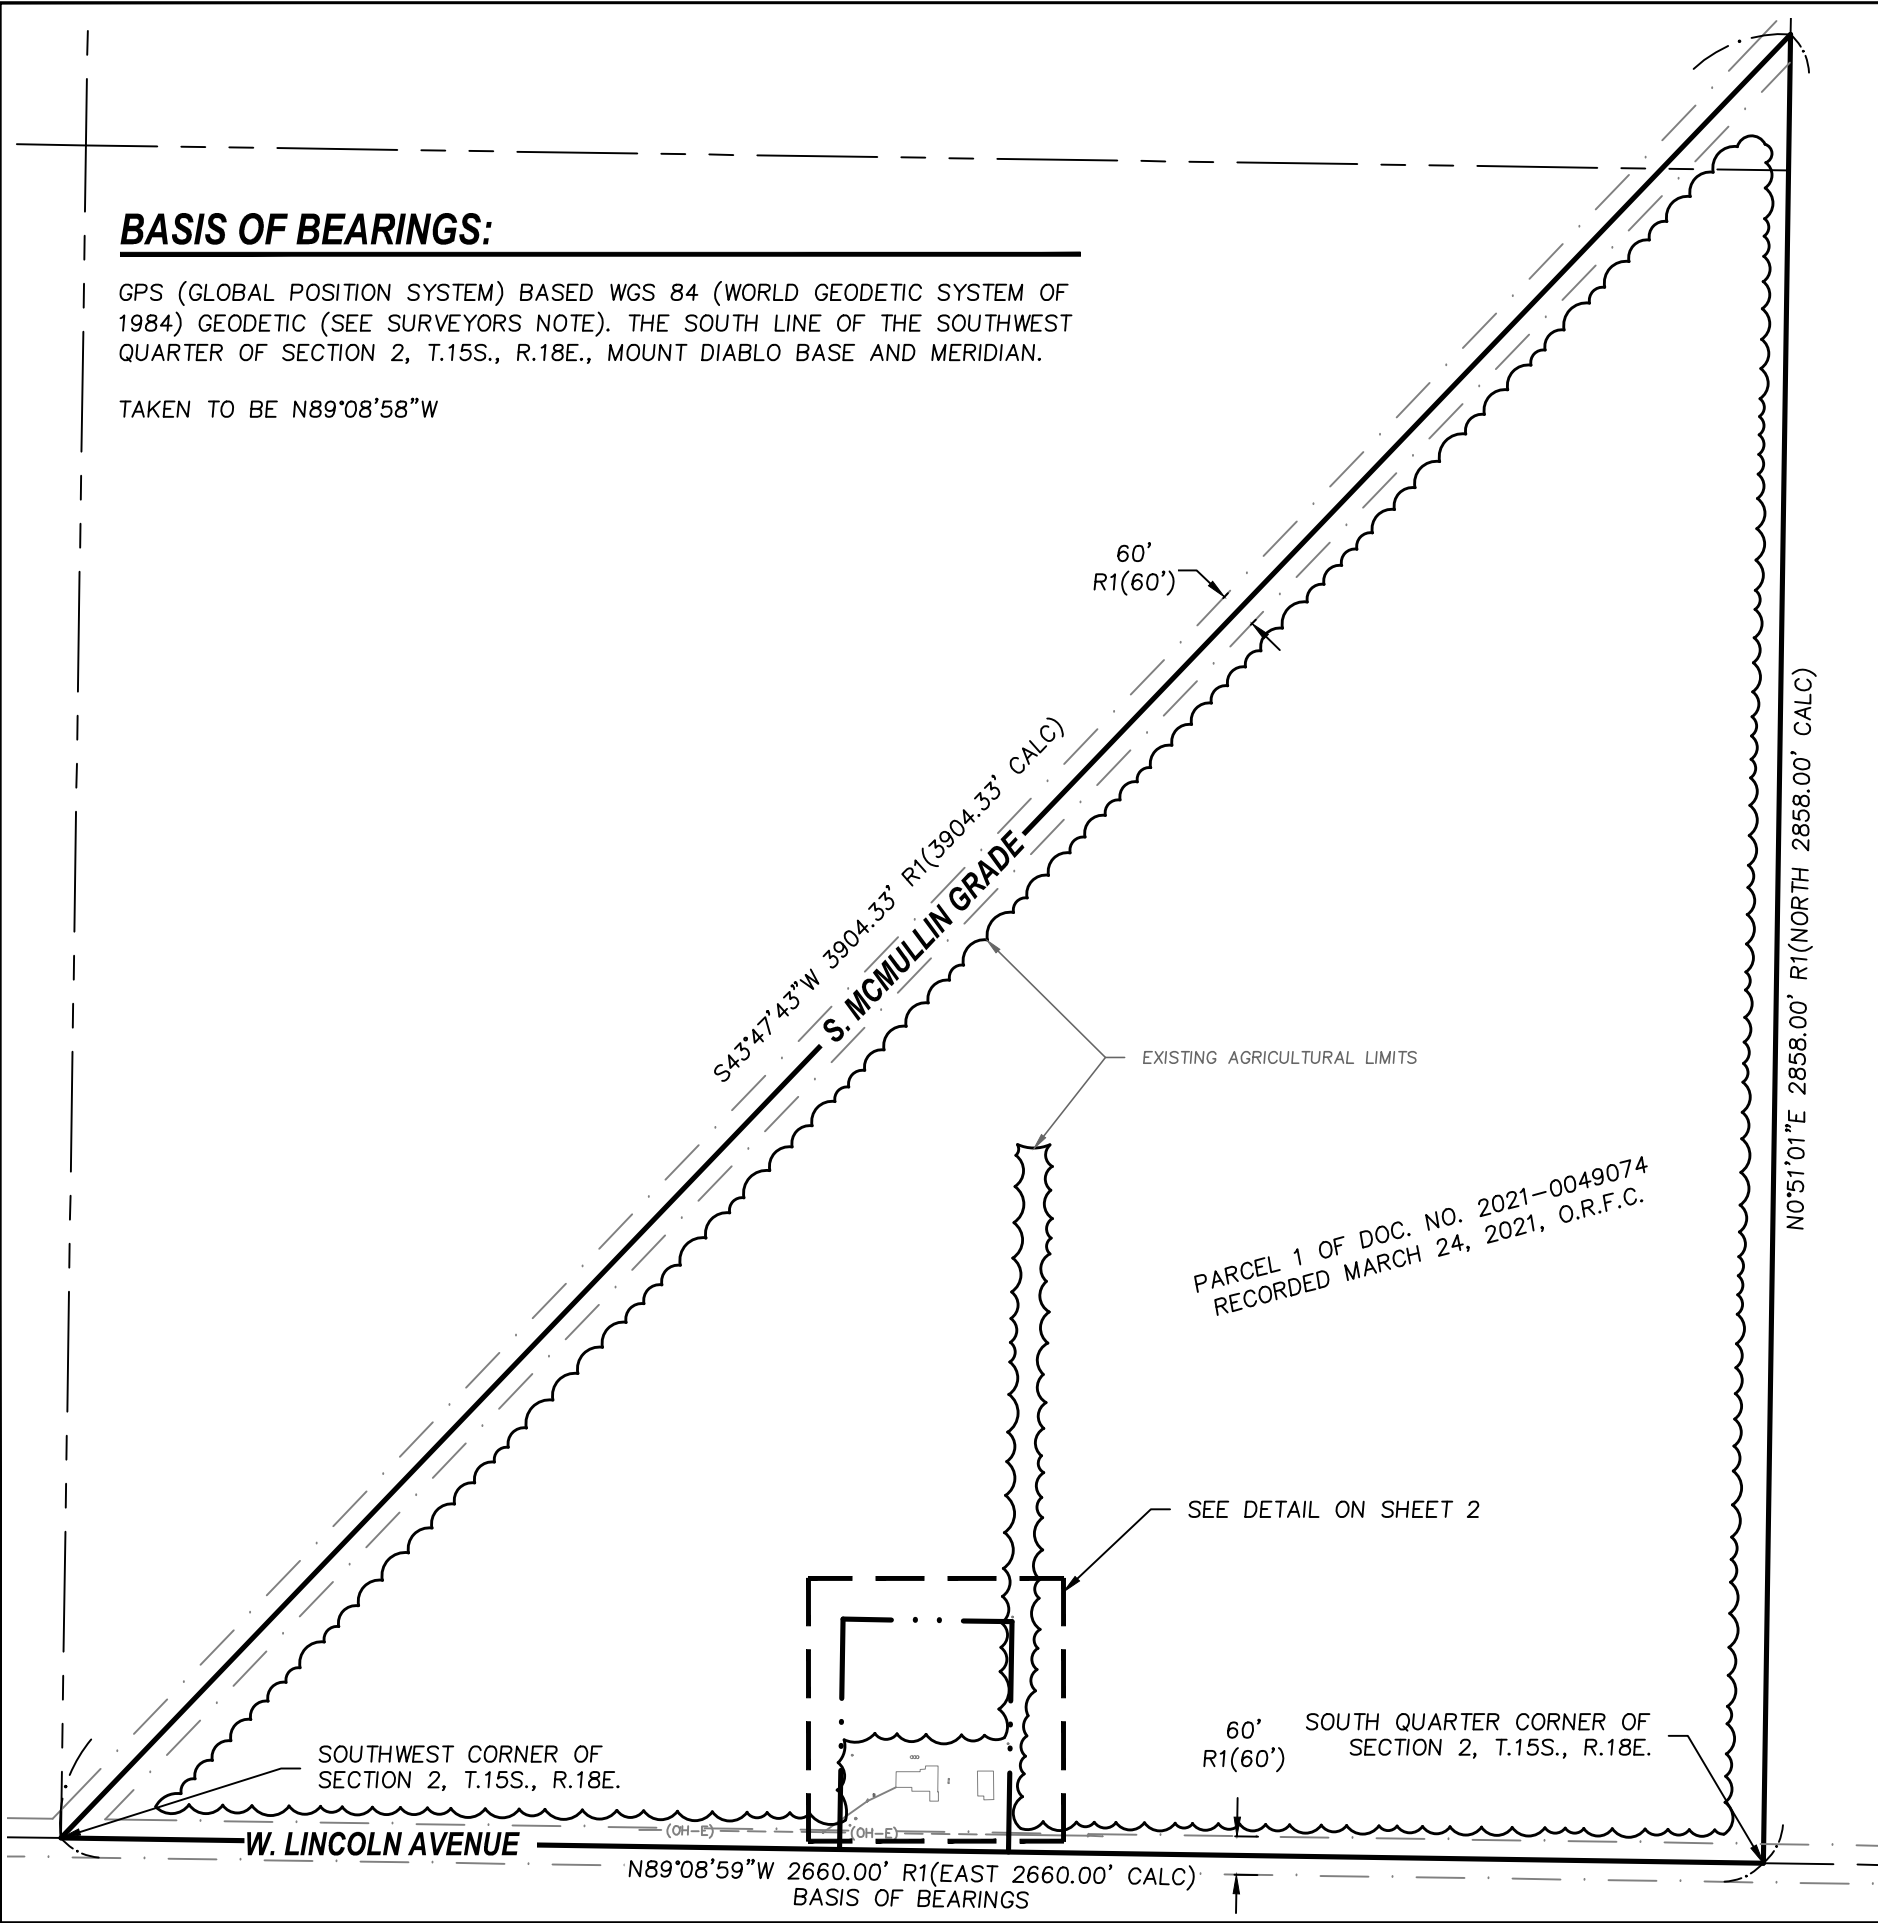 BASIS OF BEARINGS:
GPS (GLOBAL POSITION SYSTEM) BASED WGS 84 (WORLD GEODETIC SYSTEM OF
1984) GEODETIC (SEE SURVEYORS NOTE). THE SOUTH LINE OF THE SOUTHWEST
QUARTER OF SECTION 2, T.15S., R.18E., MOUNT DIABLO BASE AND MERIDIAN.
TAKEN TO BE N89°08'58"W
60'
R1(60')
S43°47'43"W 3904.33' R1(3904.33' CALC)
S. MCMULLIN GRADE
N0°51'01"E 2858.00' R1(NORTH 2858.00' CALC)
EXISTING AGRICULTURAL LIMITS
PARCEL 1 OF DOC. NO. 2021-0049074
RECORDED MARCH 24, 2021, O.R.F.C.
SEE DETAIL ON SHEET 2
SOUTHWEST CORNER OF
SECTION 2, T.15S., R.18E.
60'
R1(60')
SOUTH QUARTER CORNER OF
SECTION 2, T.15S., R.18E.
(OH-E)
(OH-E)
W. LINCOLN AVENUE
N89°08'59"W 2660.00' R1(EAST 2660.00' CALC)
BASIS OF BEARINGS